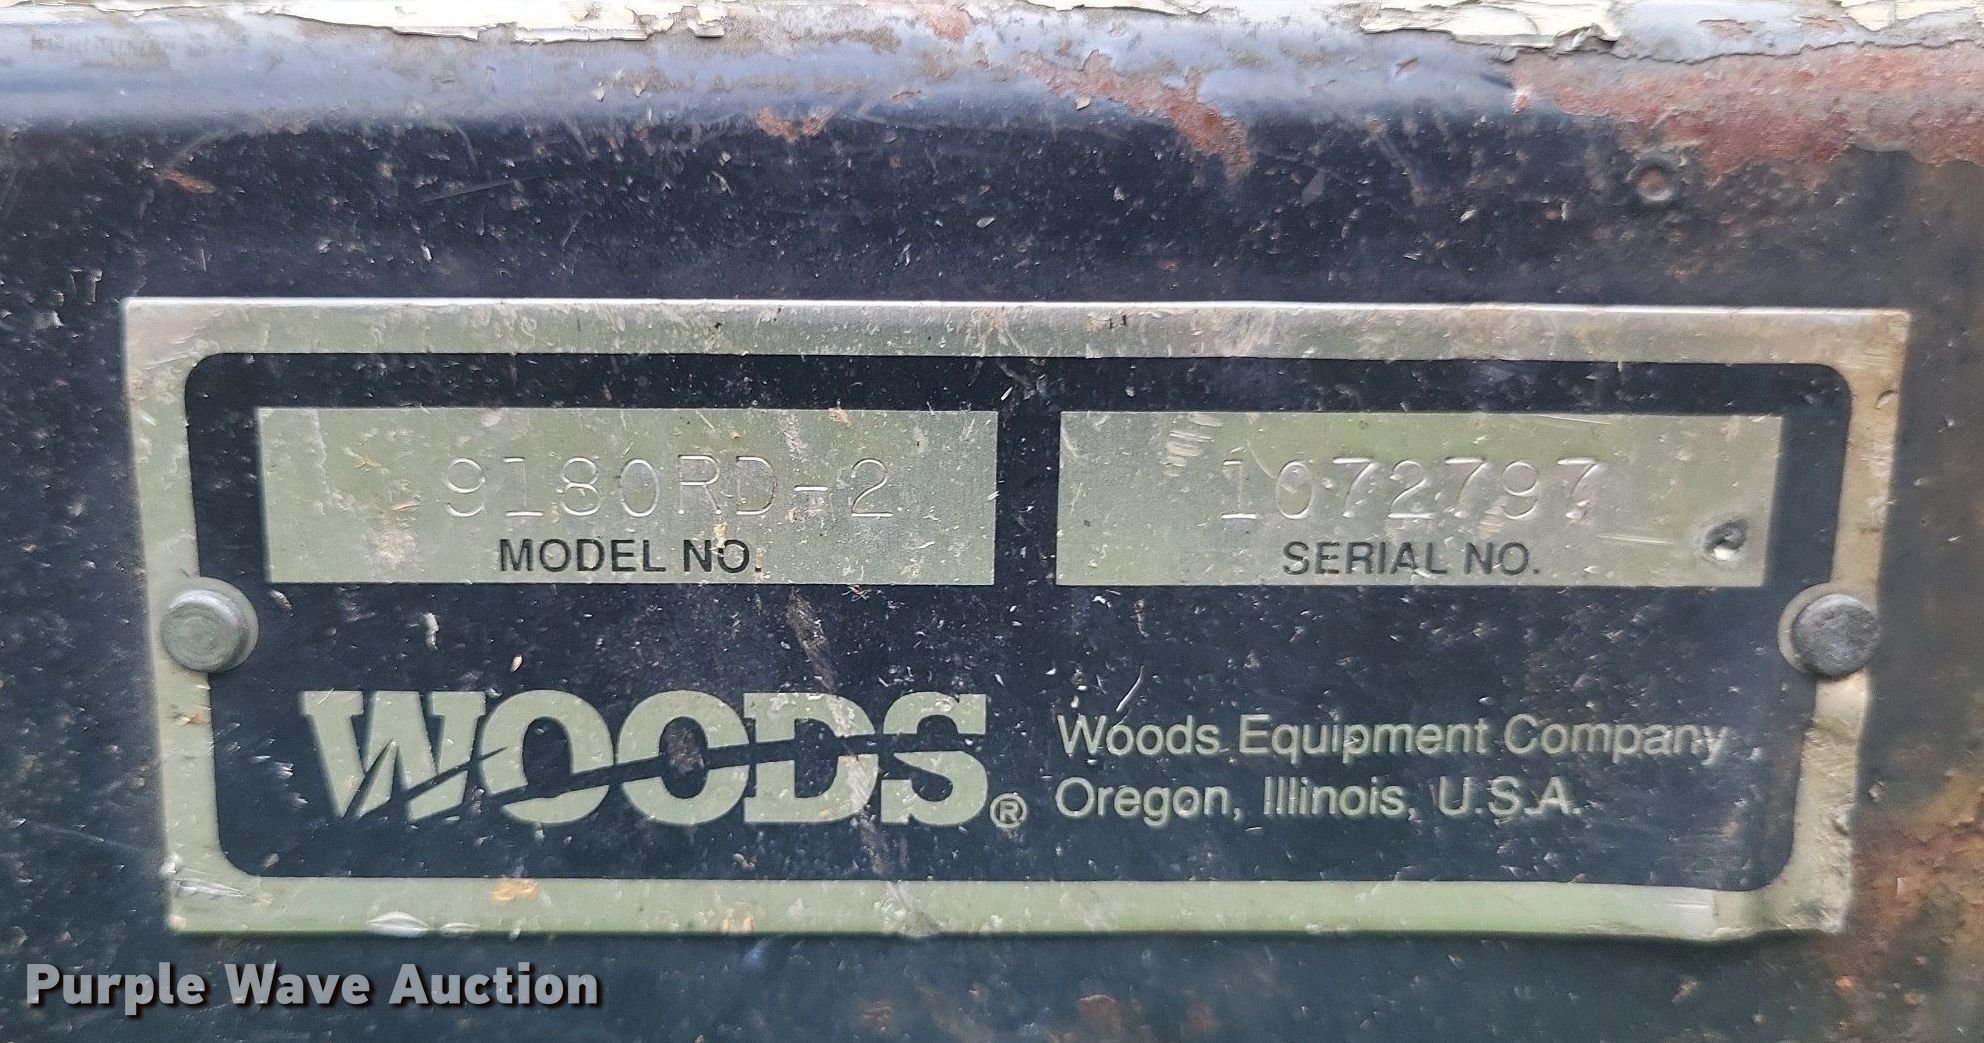 9180RD-2
MODEL NO.
1072797
SERIAL NO.
WOODS®
Woods Equipment Company
Oregon, Illinois, U.S.A.
Purple Wave Auction